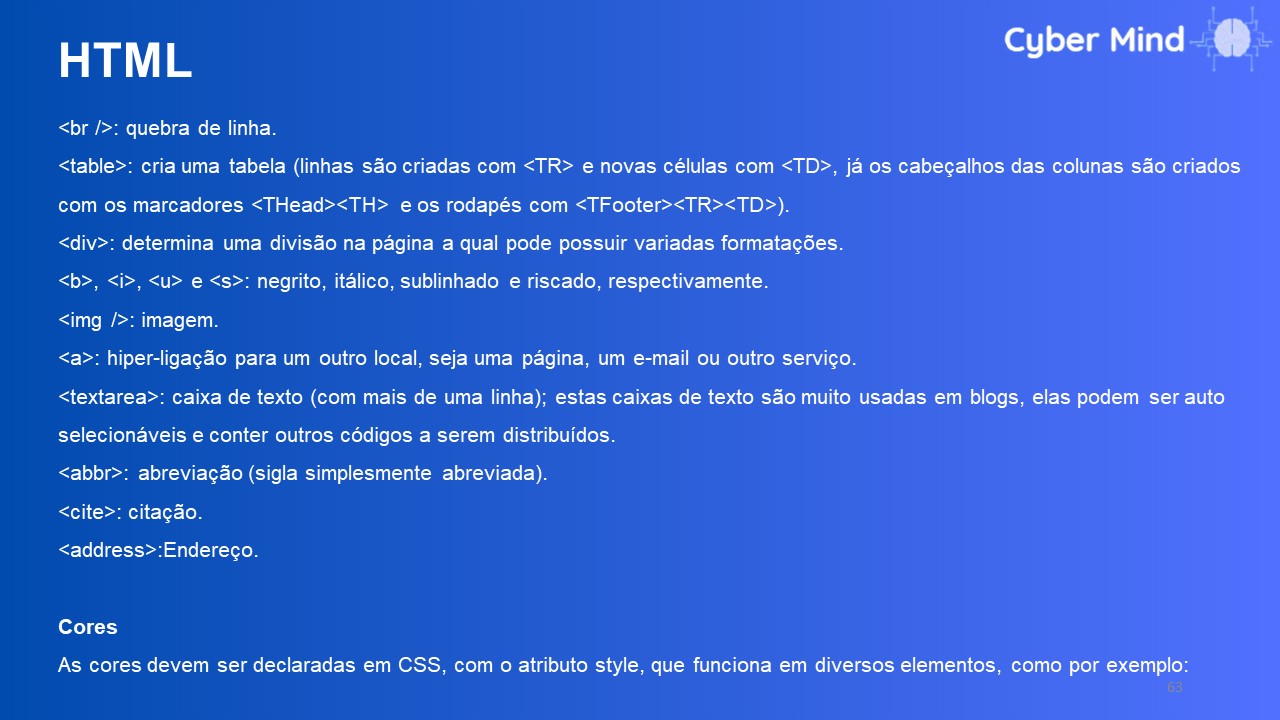 Cyber Mind
HTML
<br />: quebra de linha.
<table>: cria uma tabela (linhas são criadas com <TR> e novas células com <TD>, já os cabeçalhos das colunas são criados
com os marcadores <THead><TH> e os rodapés com <TFooter><TR><TD>).
<div>: determina uma divisão na página a qual pode possuir variadas formatações.
<b>, <i>, <u> e <s>: negrito, itálico, sublinhado e riscado, respectivamente.
<img />: imagem.
<a>: hiper-ligação para um outro local, seja uma página, um e-mail ou outro serviço.
<textarea>: caixa de texto (com mais de uma linha); estas caixas de texto são muito usadas em blogs, elas podem ser auto
selecionáveis e conter outros códigos a serem distribuídos.
<abbr>: abreviação (sigla simplesmente abreviada).
<cite>: citação.
<address>:Endereço.
Cores
As cores devem ser declaradas em CSS, com o atributo style, que funciona em diversos elementos, como por exemplo:
63